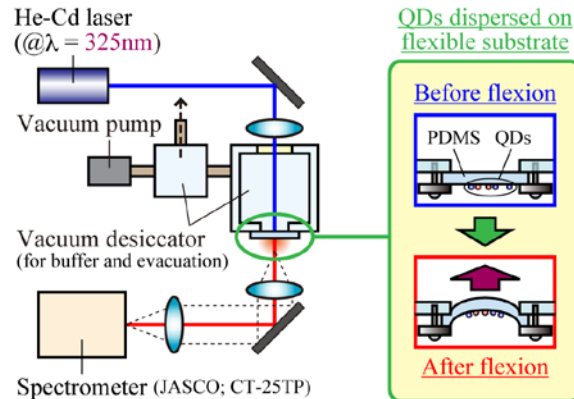 He-Cd laser
(@λ = 325nm)
Vacuum pump
Vacuum desiccator
(for buffer and evacuation)
Spectrometer (JASCO; CT-25TP)
QDs dispersed on
flexible substrate
Before flexion
PDMS QDs
After flexion